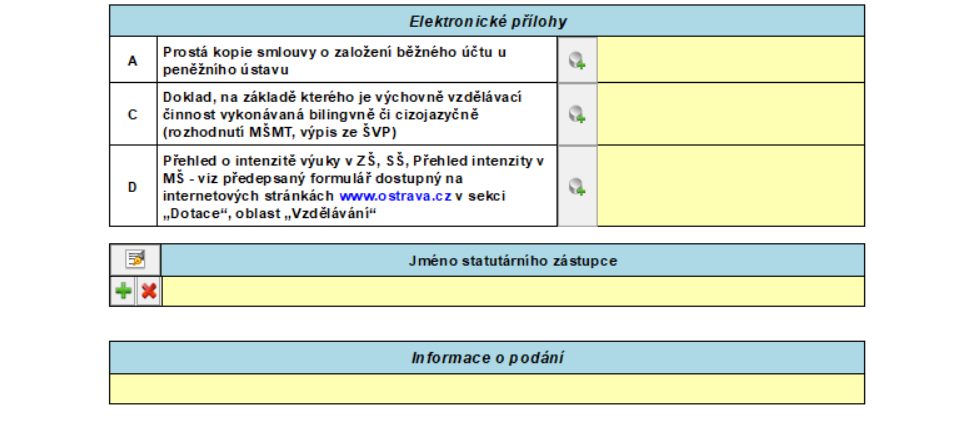 Elektronické přílohy
A
Prostá kopie smlouvy o založení běžného účtu u
peněžního ústavu
C
Doklad, na základě kterého je výchovně vzdělávací
činnost vykonávaná bilingvně či cizojazyčně
(rozhodnutí MŠMT, výpis ze ŠVP)
D
Přehled o intenzitě výuky v ZŠ, SŠ, Přehled intenzity v
MŠ - viz předepsaný formulář dostupný na
internetových stránkách www.ostrava.cz v sekci
„Dotace“, oblast „Vzdělávání“
Jméno statutárního zástupce
Informace o podání